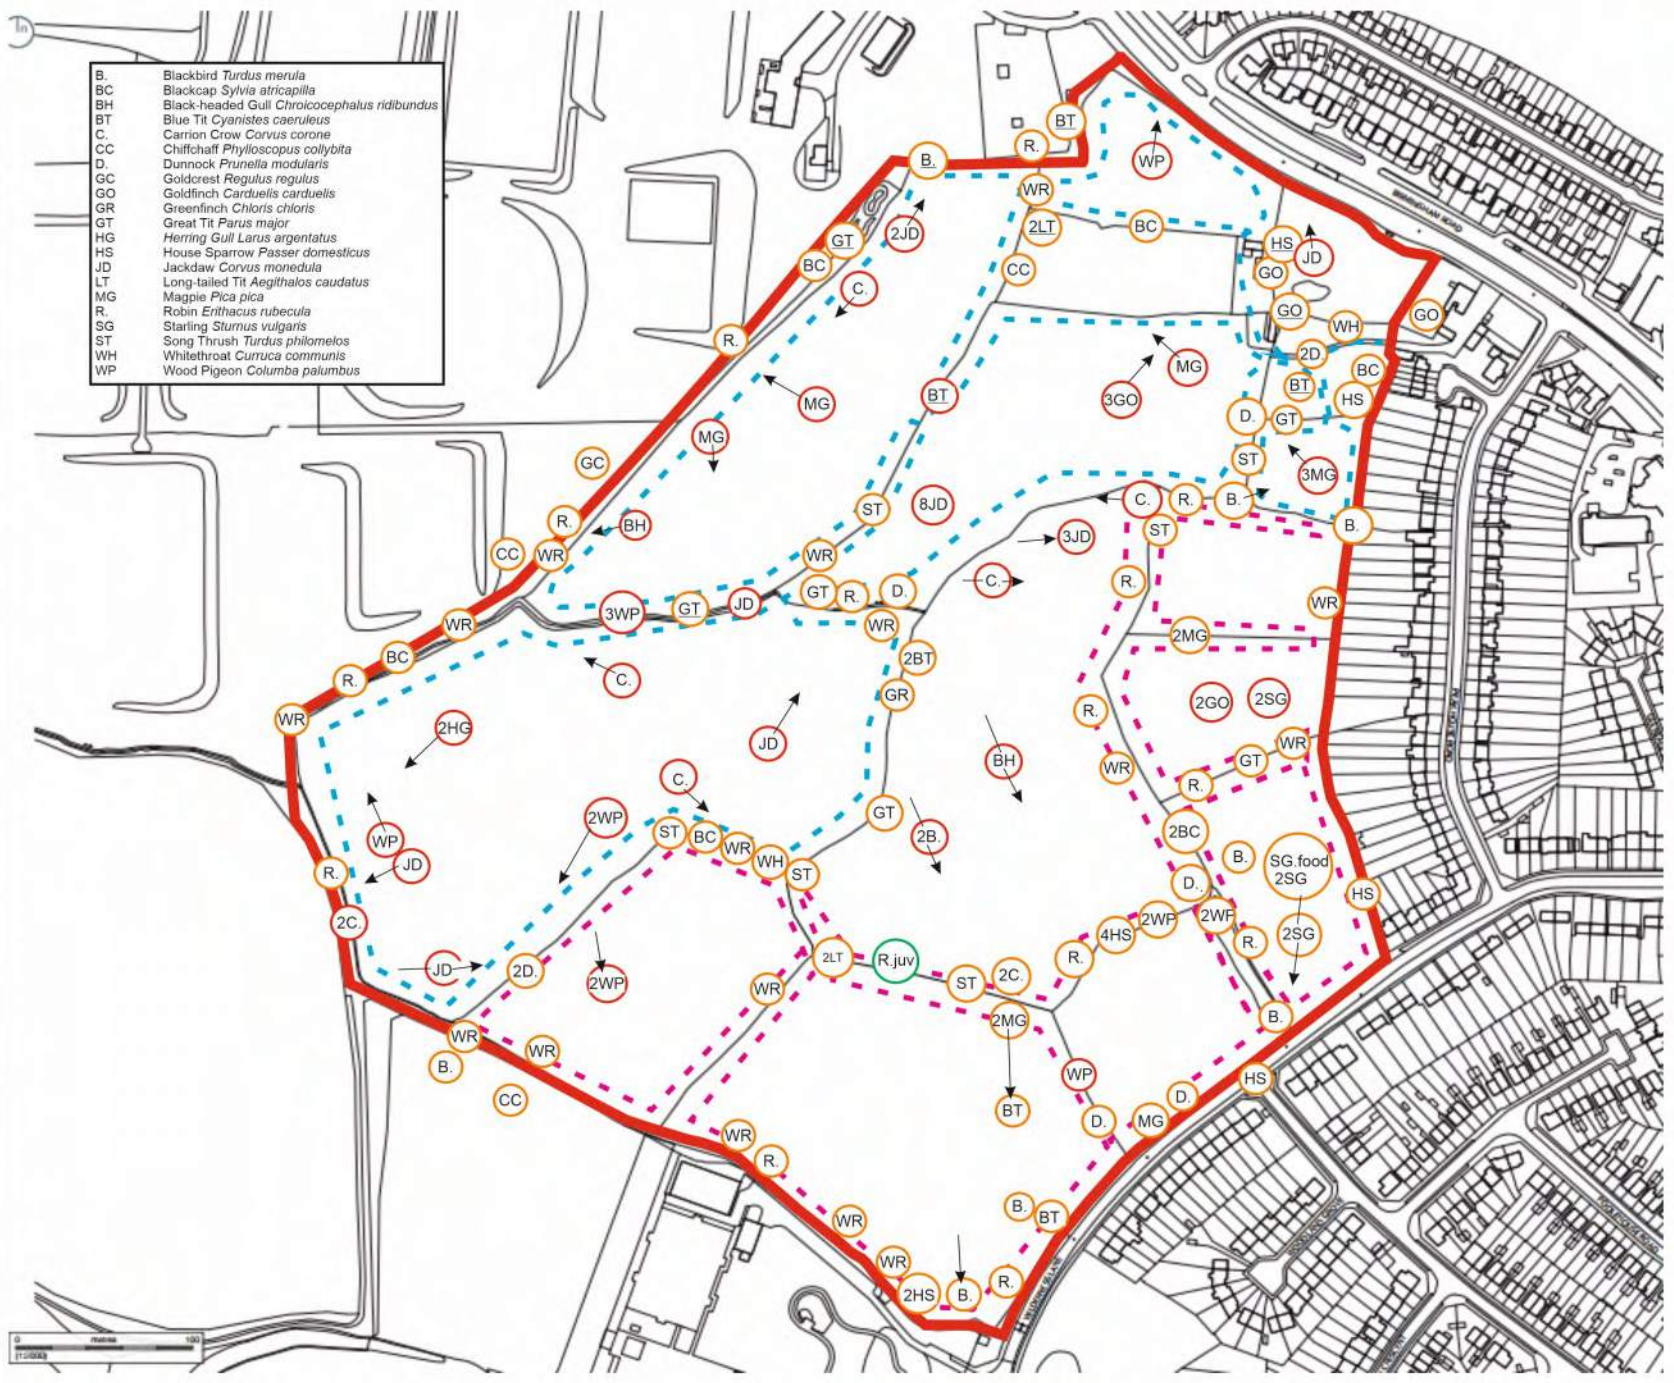 B. Blackbird Turdus merula
BC Blackcap Sylvia atricapilla
BH Black-headed Gull Chroicocephalus ridibundus
BT Blue Tit Cyanistes caeruleus
C. Carrion Crow Corvus corone
CC Chiffchaff Phylloscopus collybita
D. Dunnock Prunella modularis
GC Goldcrest Regulus regulus
GO Goldfinch Carduelis carduelis
GR Greenfinch Chloris chloris
GT Great Tit Parus major
HG Herring Gull Larus argentatus
HS House Sparrow Passer domesticus
JD Jackdaw Corvus monedula
LT Long-tailed Tit Aegithalos caudatus
MG Magpie Pica pica
R. Robin Erithacus rubecula
SG Starling Sturnus vulgaris
ST Song Thrush Turdus philomelos
WH Whitethroat Curruca communis
WP Wood Pigeon Columba palumbus
BT
R.
B.
WP
WR
2LT
BC
2JD
GT
BC
HS
JD
GO
CC
C.
GO
WH
GO
R.
2D.
MG
BC
BT
HS
3GO
BT
MG
D.
GT
MG
ST
3MG
GC
C.
R.
B.
8JD
ST
R.
BH
B.
ST
3JD
CC
WR
WR
C.
R.
GT
R.
D.
WR
3WP
GT
JD
WR
WR
2MG
BC
2BT
R.
C.
GR
2GO
2SG
R.
WR
2HG
JD
WR
BH
GT
WR
C.
R.
GT
2WP
WP
ST
BC
WR
2B.
2BC
JD
WH
B.
SG.food
2SG
R.
ST
D.
HS
2C.
2WP
2WP
4HS
R.
2SG
2LT
R.juv
R.
JD
2D.
2WP
WR
ST
2C.
2MG
B.
WR
WR
B.
WP
HS
CC
BT
D.
MG
D.
WR
R.
B.
BT
WR
WR
2HS
B.
R.
0 metres 100